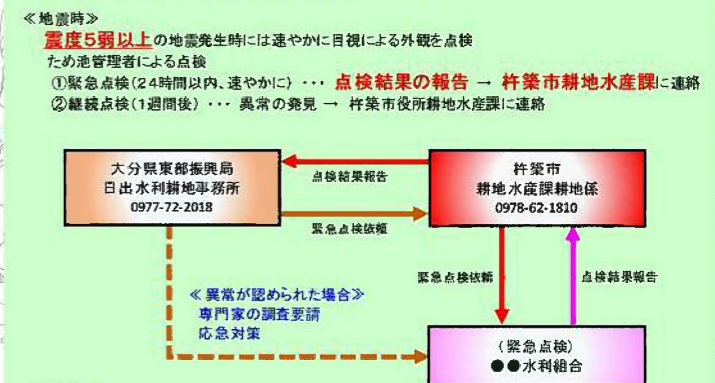 ≪地震時≫
震度5弱以上の地震発生時には速やかに目視による外観を点検
ため池管理者による点検
①緊急点検(24時間以内、速やかに)・・・ 点検結果の報告 → 杵築市耕地水産課に連絡
②継続点検(1週間後)・・・ 異常の発見 → 杵築市役所耕地水産課に連絡
大分県東部振興局
日出水利耕地事務所
0977-72-2018
点検結果報告
緊急点検依頼
杵築市
耕地水産課耕地係
0978-62-1810
緊急点検依頼
点検結果報告
≪異常が認められた場合≫
専門家の調査要請
応急対策
(緊急点検)
●●水利組合